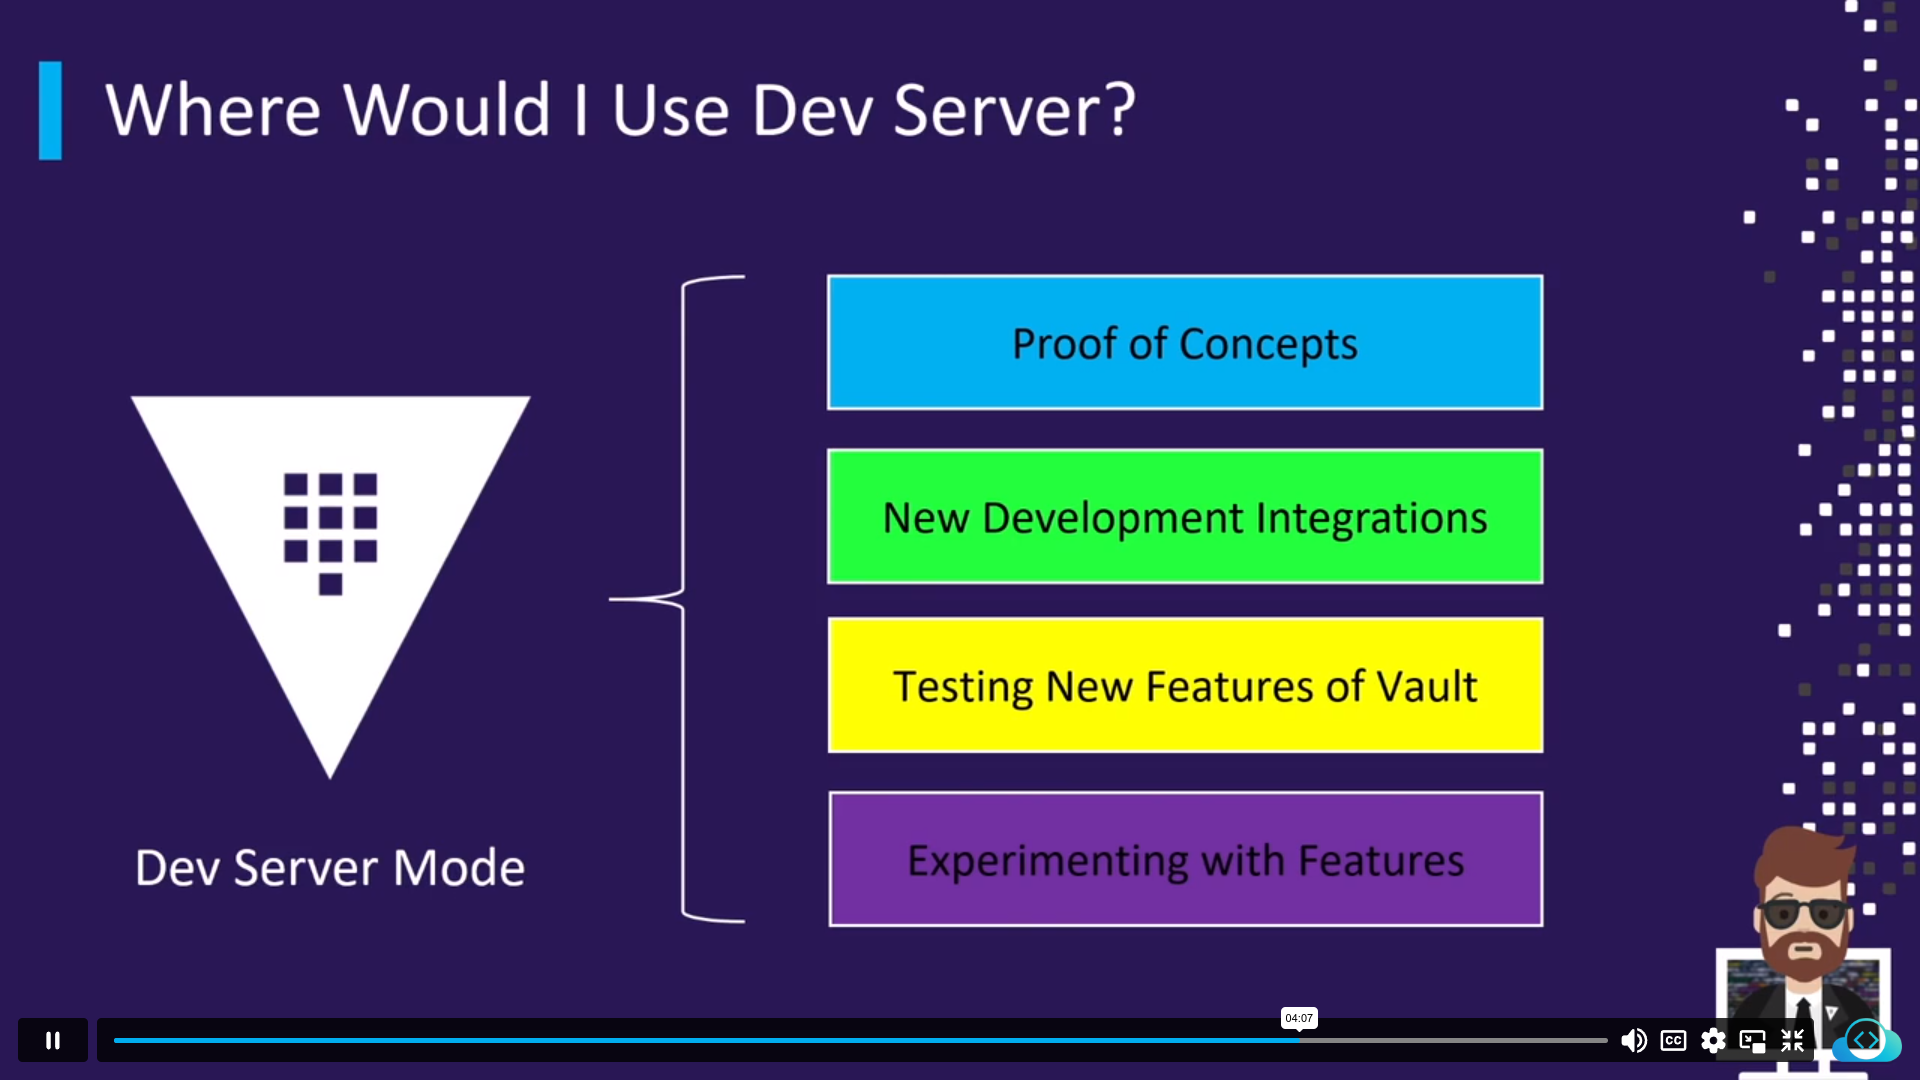 Where Would I Use Dev Server?
Proof of Concepts
New Development Integrations
Testing New Features of Vault
Experimenting with Features
Dev Server Mode
04:07
CC